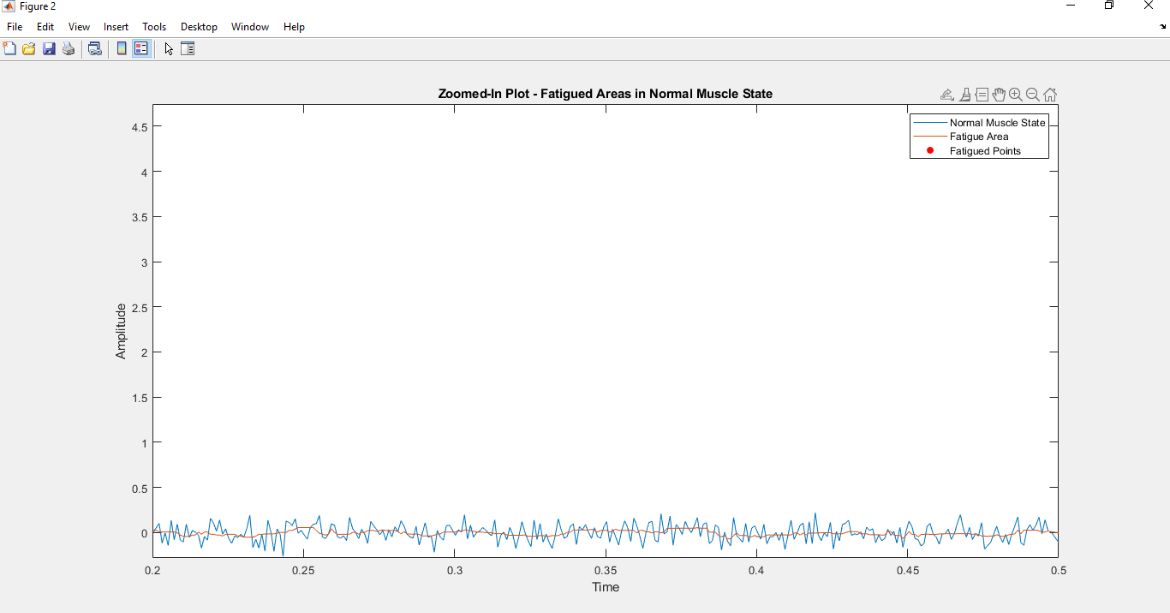 Figure 2
File Edit View Insert Tools Desktop Window Help
Zoomed-In Plot - Fatigued Areas in Normal Muscle State
Normal Muscle State
Fatigue Area
Fatigued Points
4.5
4
3.5
3
2.5
2
1.5
1
0.5
0
Amplitude
0.2 0.25 0.3 0.35 0.4 0.45 0.5
Time